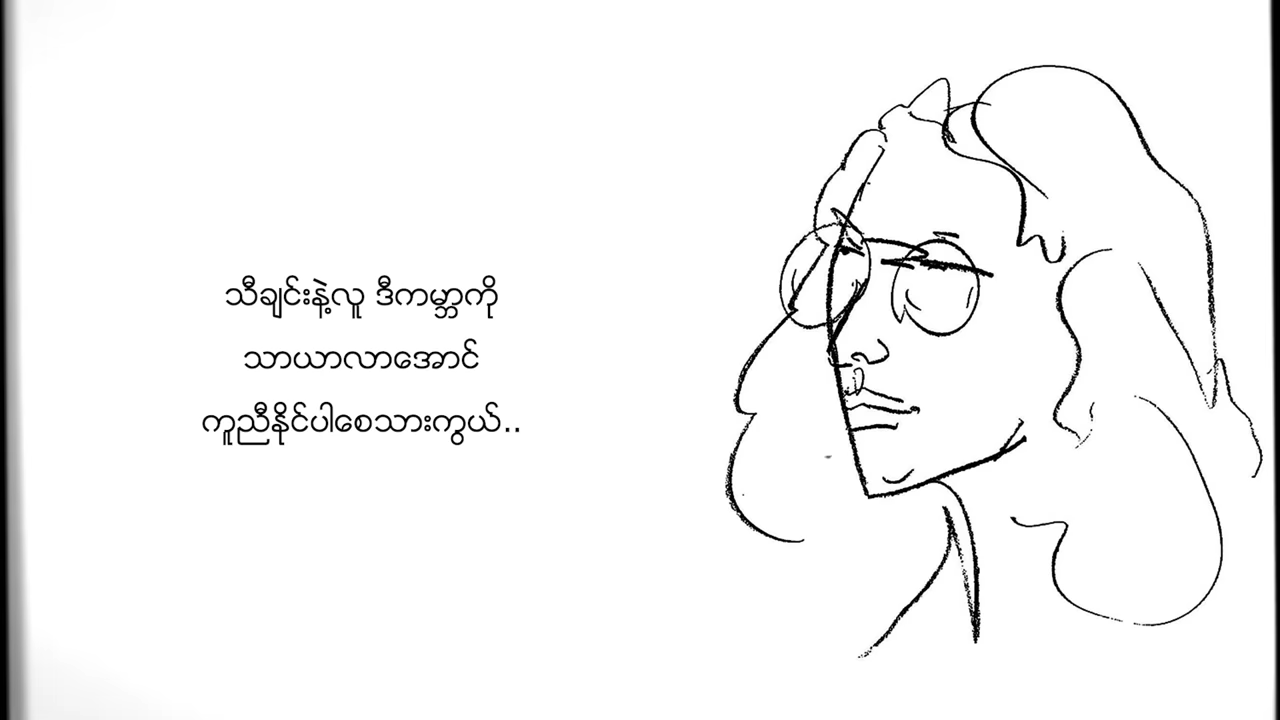 သီချင်းနဲ့လူ ဒီကမ္ဘာကို
သာယာလာအောင်
ကူညီနိုင်ပါစေသားကွယ်..